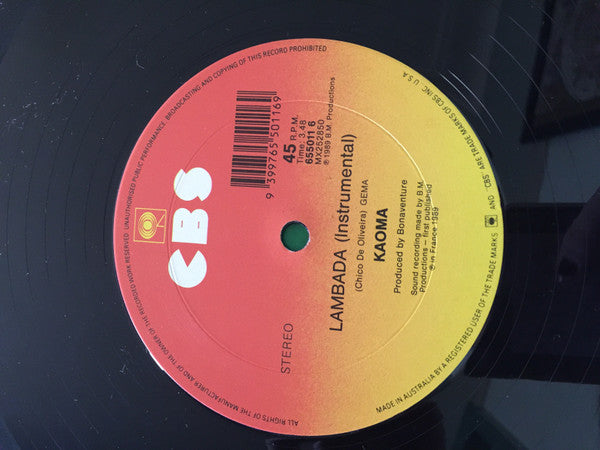 ALL RIGHTS OF THE MANUFACTURER AND OF THE OWNER OF THE RECORDED WORK RESERVED. UNAUTHORISED PUBLIC PERFORMANCE, BROADCASTING AND COPYING OF THIS RECORD PROHIBITED
CBS
9 399765 501169
45 R.P.M.
Time: 3.48
655011 6
MX252850
℗ 1989 B.M. Productions
STEREO
LAMBADA (Instrumental)
(Chico De Oliveira) GEMA
KAOMA
Produced by Bonaventure
Sound recording made by B.M.
Productions – first published
℗ in France 1989
MADE IN AUSTRALIA BY A REGISTERED USER OF THE TRADE MARKS AND 'CBS' ARE TRADE MARKS OF CBS INC. U.S.A